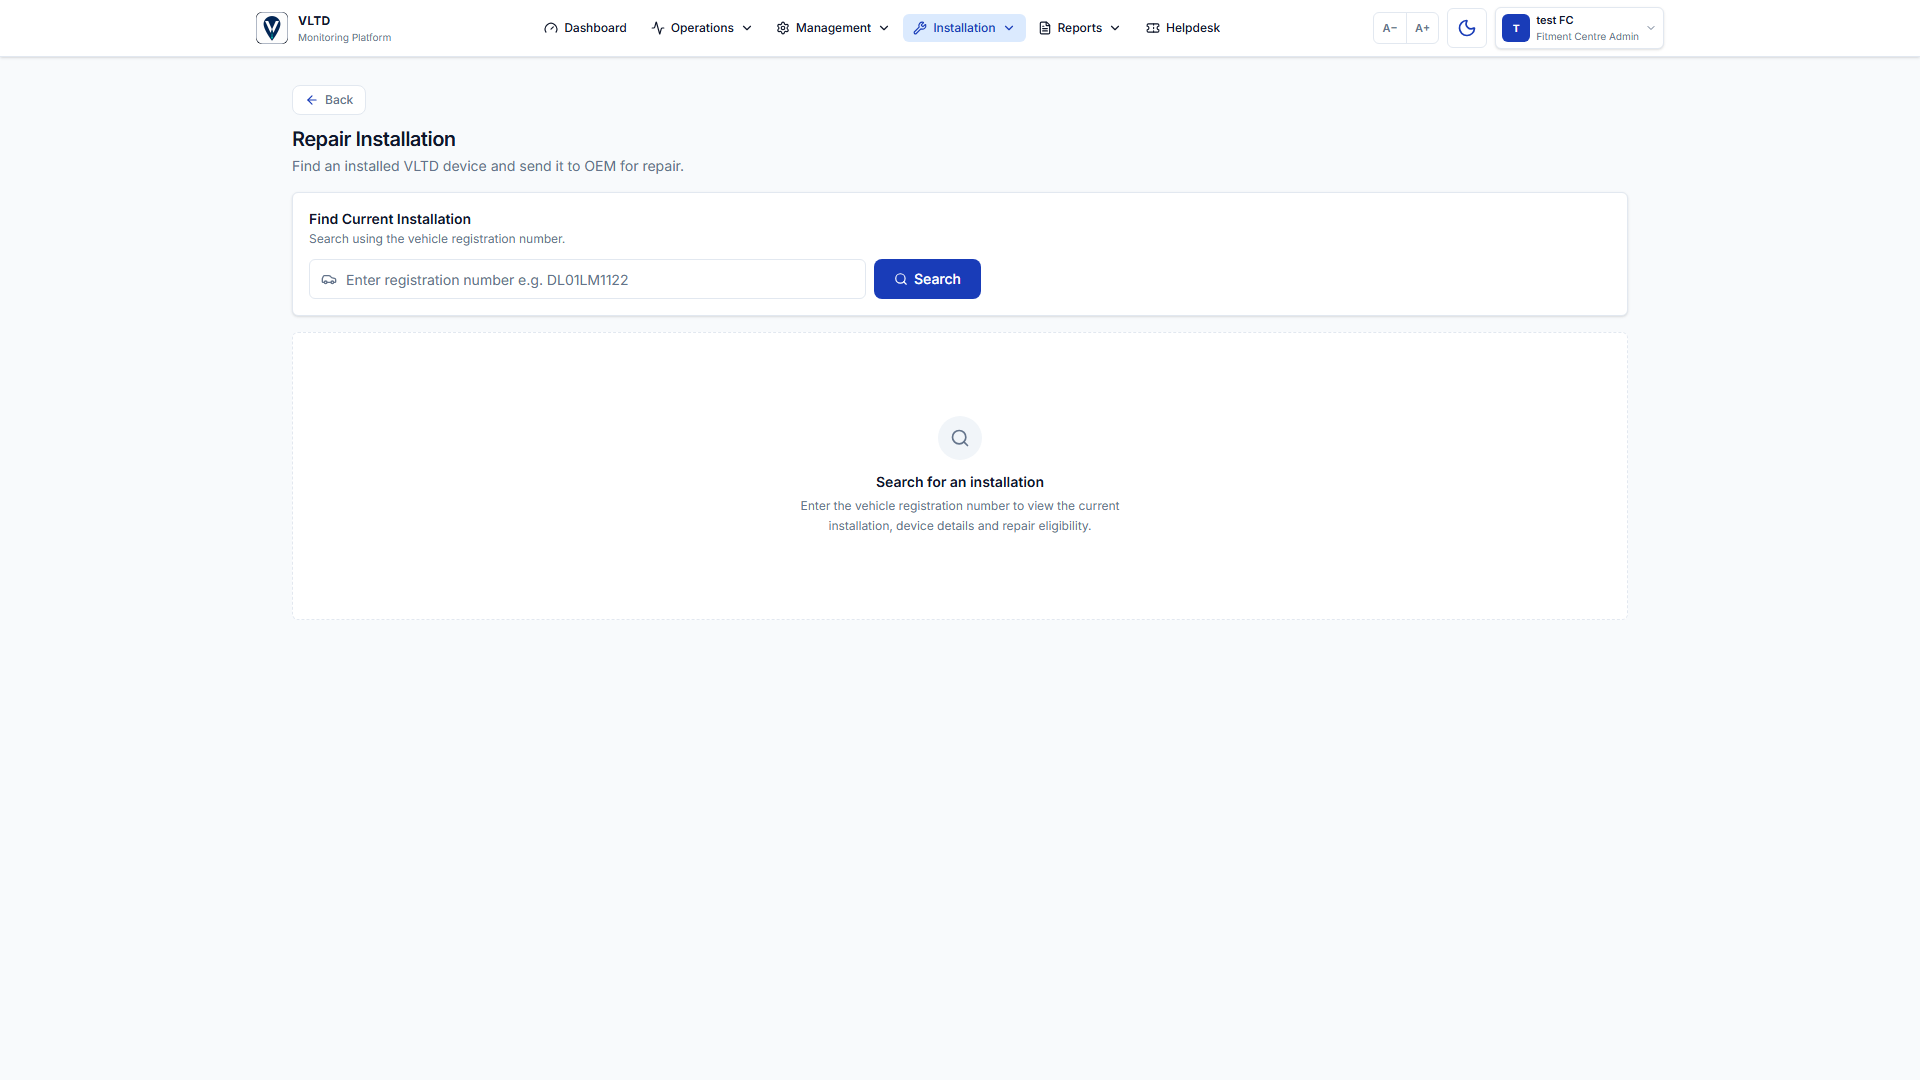 VLTD
Monitoring Platform
Dashboard
Operations
Management
Installation
Reports
Helpdesk
A−
A+
T
test FC
Fitment Centre Admin
Back
Repair Installation
Find an installed VLTD device and send it to OEM for repair.
Find Current Installation
Search using the vehicle registration number.
Enter registration number e.g. DL01LM1122
Search
Search for an installation
Enter the vehicle registration number to view the current
installation, device details and repair eligibility.